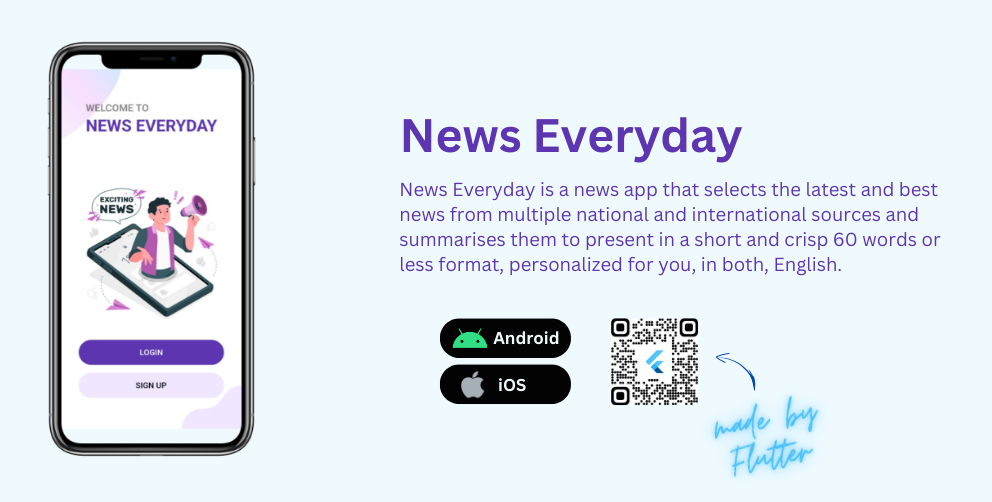 WELCOME TO
NEWS EVERYDAY
EXCITING
NEWS
LOGIN
SIGN UP
News Everyday
News Everyday is a news app that selects the latest and best
news from multiple national and international sources and
summarises them to present in a short and crisp 60 words or
less format, personalized for you, in both, English.
Android
iOS
made by
Flutter